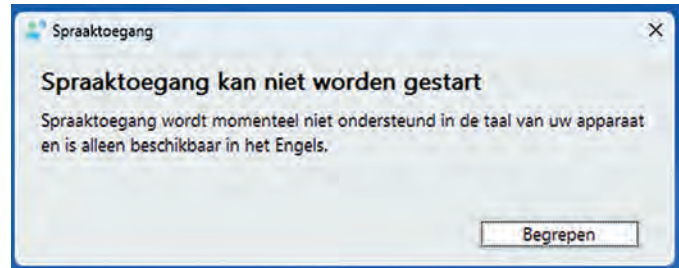 Spraaktoegang
Spraaktoegang kan niet worden gestart
Spraaktoegang wordt momenteel niet ondersteund in de taal van uw apparaat
en is alleen beschikbaar in het Engels.
Begrepen